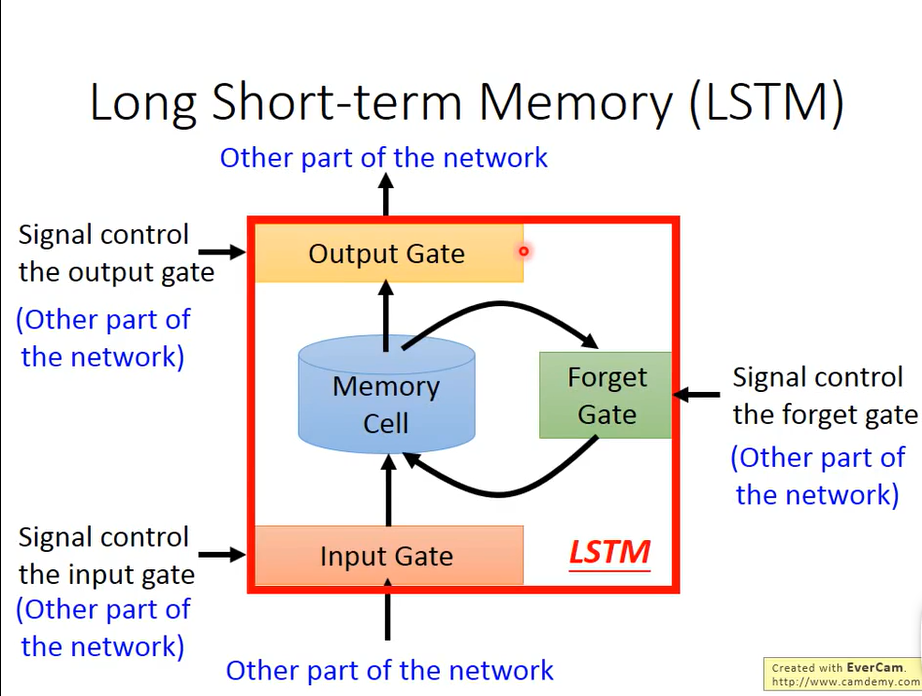 Long Short-term Memory (LSTM)
Other part of the network
Signal control
the output gate
(Other part of
the network)
Output Gate
Memory
Cell
Forget
Gate
Signal control
the forget gate
(Other part of
the network)
Signal control
the input gate
(Other part of
the network)
Input Gate
LSTM
Other part of the network
Created with EverCam.
http://www.camdemy.com